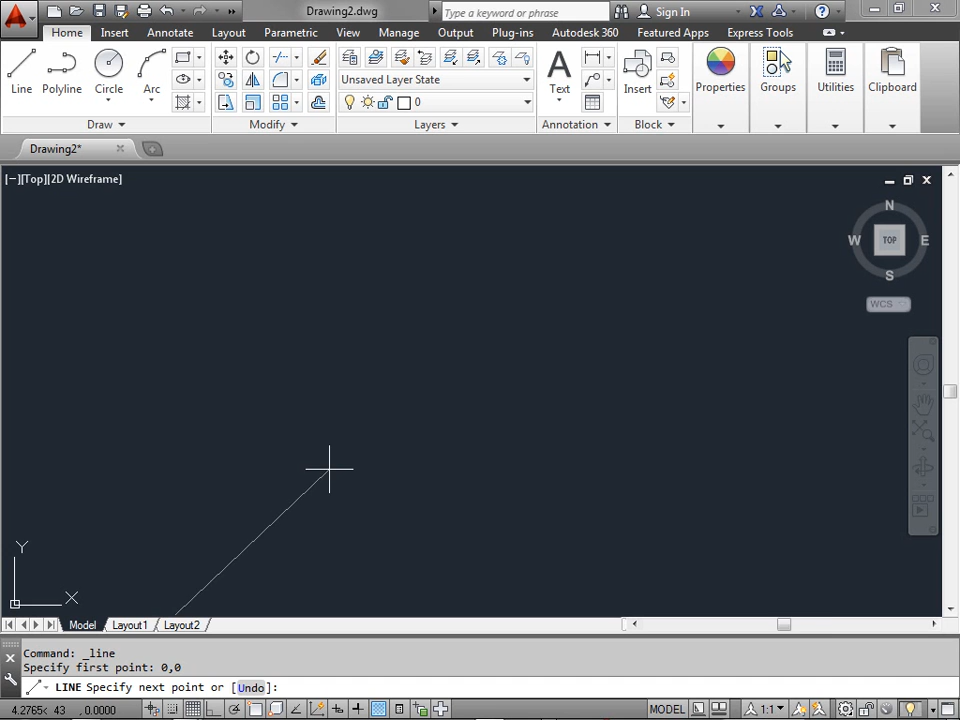 Drawing2.dwg
Type a keyword or phrase
Sign In
Home Insert Annotate Layout Parametric View Manage Output Plug-ins Autodesk 360 Featured Apps Express Tools
Unsaved Layer State
Line Polyline Circle Arc
Text Insert Properties Groups Utilities Clipboard
0
Draw Modify Layers Annotation Block
Drawing2*
[−][Top][2D Wireframe]
N
W TOP E
S
WCS
Y
X
Model Layout1 Layout2
Command: _line
Specify first point: 0,0
LINE Specify next point or [Undo]:
4.2765< 43 , 0.0000 MODEL 1:1